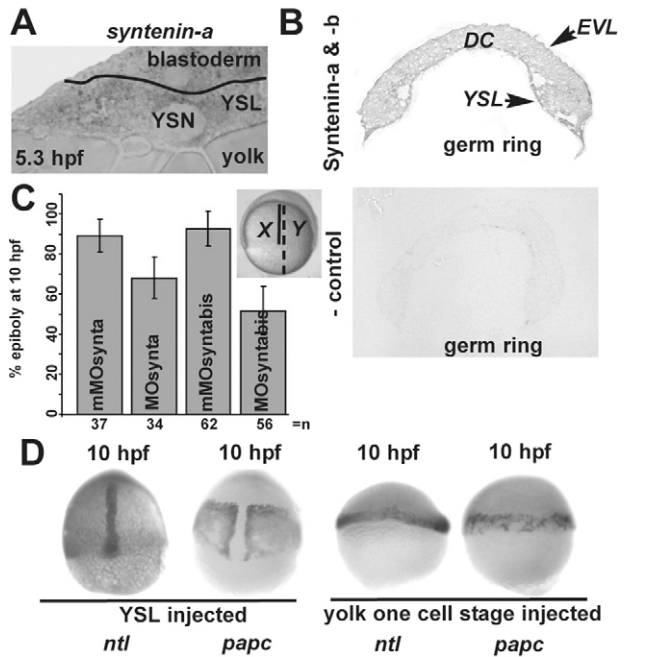 A
syntenin-a
blastoderm
YSL
YSN
5.3 hpf
yolk
B
Syntenin-a & -b
DC
EVL
YSL
germ ring
- control
germ ring
C
% epiboly at 10 hpf
0
20
40
60
80
100
mMOsynta
MOsynta
mMOsyntabis
MOsyntabis
X
Y
37 34 62 56 =n
D
10 hpf 10 hpf 10 hpf 10 hpf
YSL injected
yolk one cell stage injected
ntl papc ntl papc